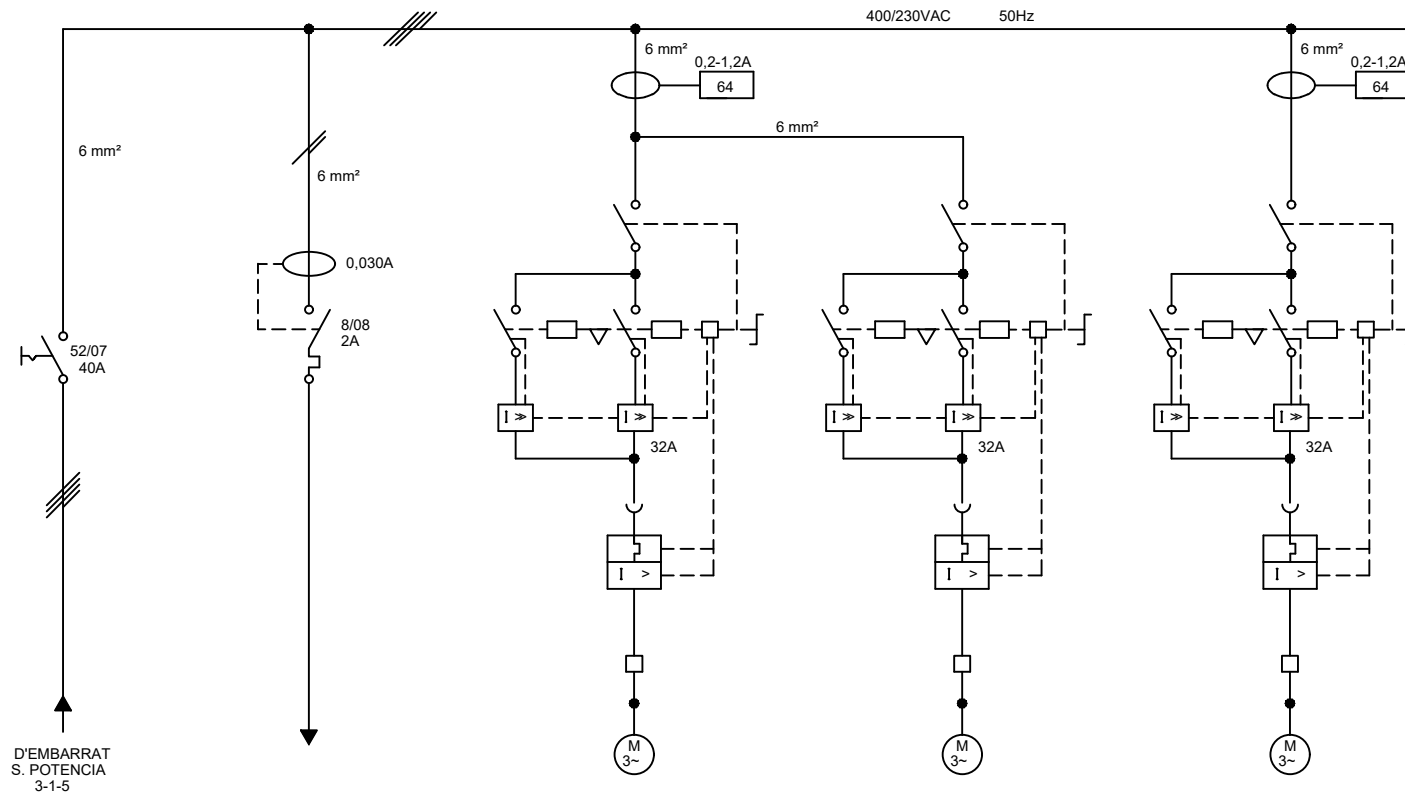 400/230VAC 50Hz
6 mm²
0,2-1,2A
64
6 mm²
0,2-1,2A
64
6 mm²
6 mm²
6 mm²
0,030A
8/08
2A
52/07
40A
I >>
I >>
I >>
I >>
I >>
I >>
32A
32A
32A
I >
I >
I >
D'EMBARRAT
S. POTENCIA
3-1-5
M
3~
M
3~
M
3~